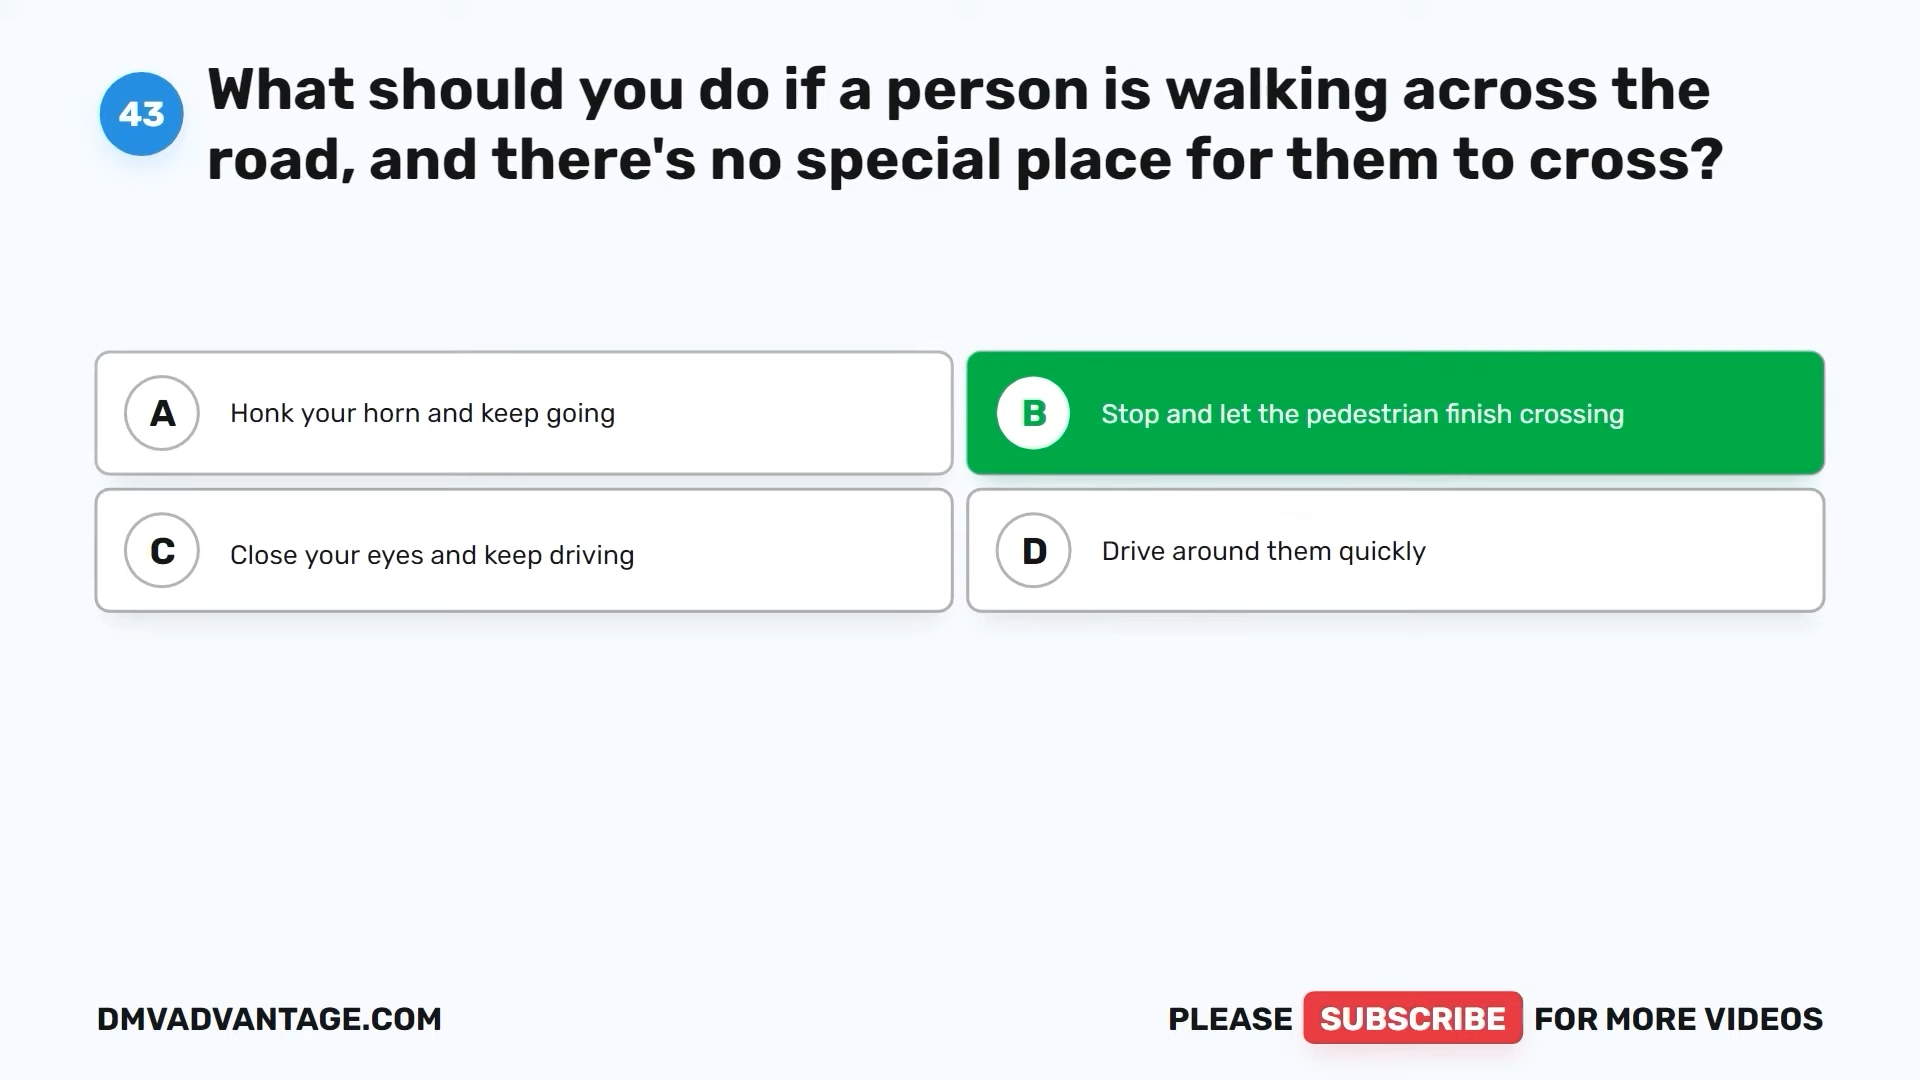 43
What should you do if a person is walking across the
road, and there's no special place for them to cross?
A Honk your horn and keep going
B Stop and let the pedestrian finish crossing
C Close your eyes and keep driving
D Drive around them quickly
DMVADVANTAGE.COM
PLEASE SUBSCRIBE FOR MORE VIDEOS